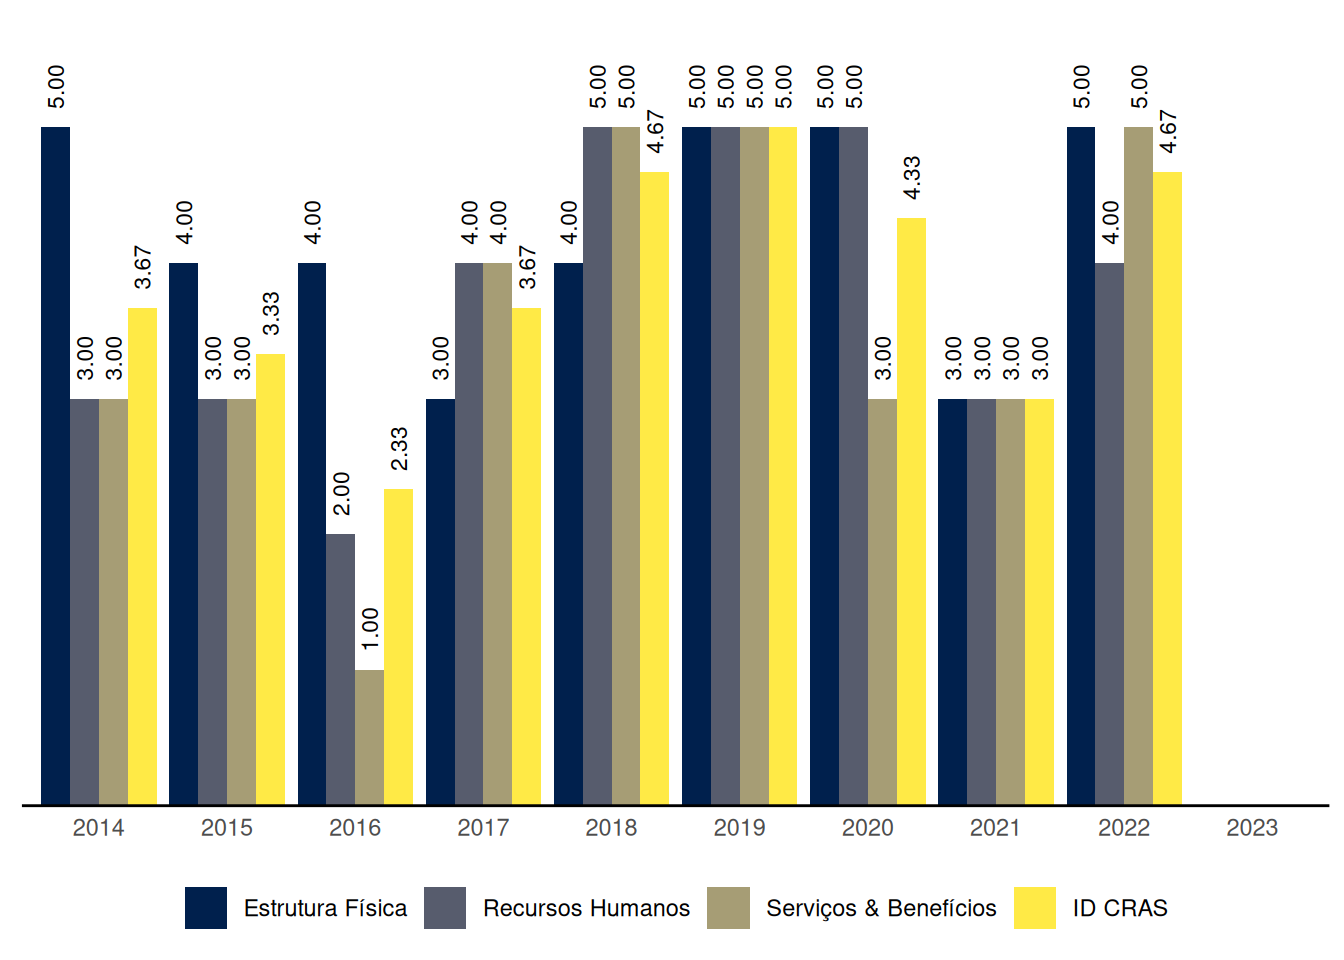 5.00 3.00 3.00 3.67 4.00 3.00 3.00 3.33 4.00 2.00 1.00 2.33 3.00 4.00 4.00 3.67 4.00 5.00 5.00 4.67 5.00 5.00 5.00 5.00 5.00 5.00 3.00 4.33 3.00 3.00 3.00 3.00 5.00 4.00 5.00 4.67
2014 2015 2016 2017 2018 2019 2020 2021 2022 2023
Estrutura Física Recursos Humanos Serviços & Benefícios ID CRAS